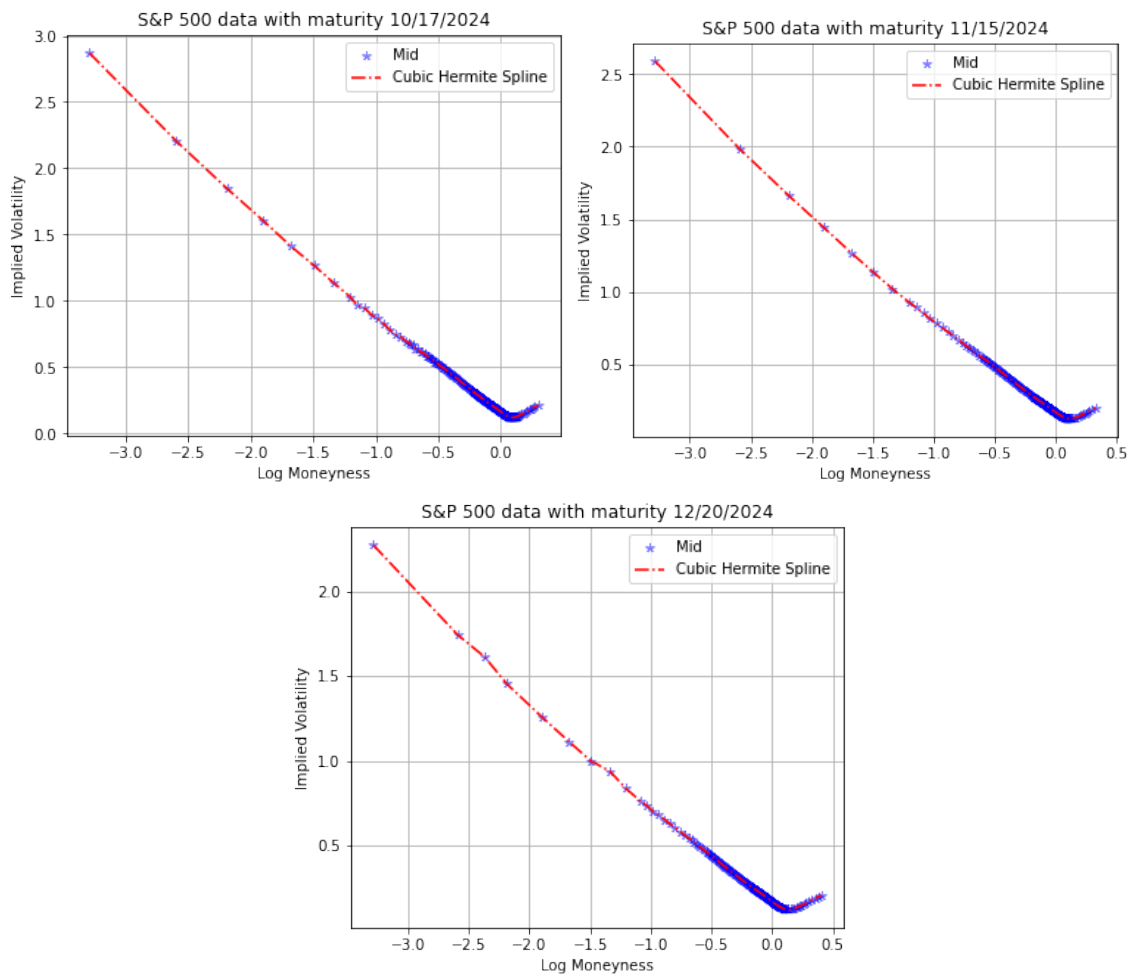 S&P 500 data with maturity 10/17/2024
3.0
2.5
2.0
1.5
1.0
0.5
0.0
Implied Volatility
Mid
Cubic Hermite Spline
−3.0 −2.5 −2.0 −1.5 −1.0 −0.5 0.0
Log Moneyness
S&P 500 data with maturity 11/15/2024
2.5
2.0
1.5
1.0
0.5
Implied Volatility
Mid
Cubic Hermite Spline
−3.0 −2.5 −2.0 −1.5 −1.0 −0.5 0.0 0.5
Log Moneyness
S&P 500 data with maturity 12/20/2024
2.0
1.5
1.0
0.5
Implied Volatility
Mid
Cubic Hermite Spline
−3.0 −2.5 −2.0 −1.5 −1.0 −0.5 0.0
Log Moneyness